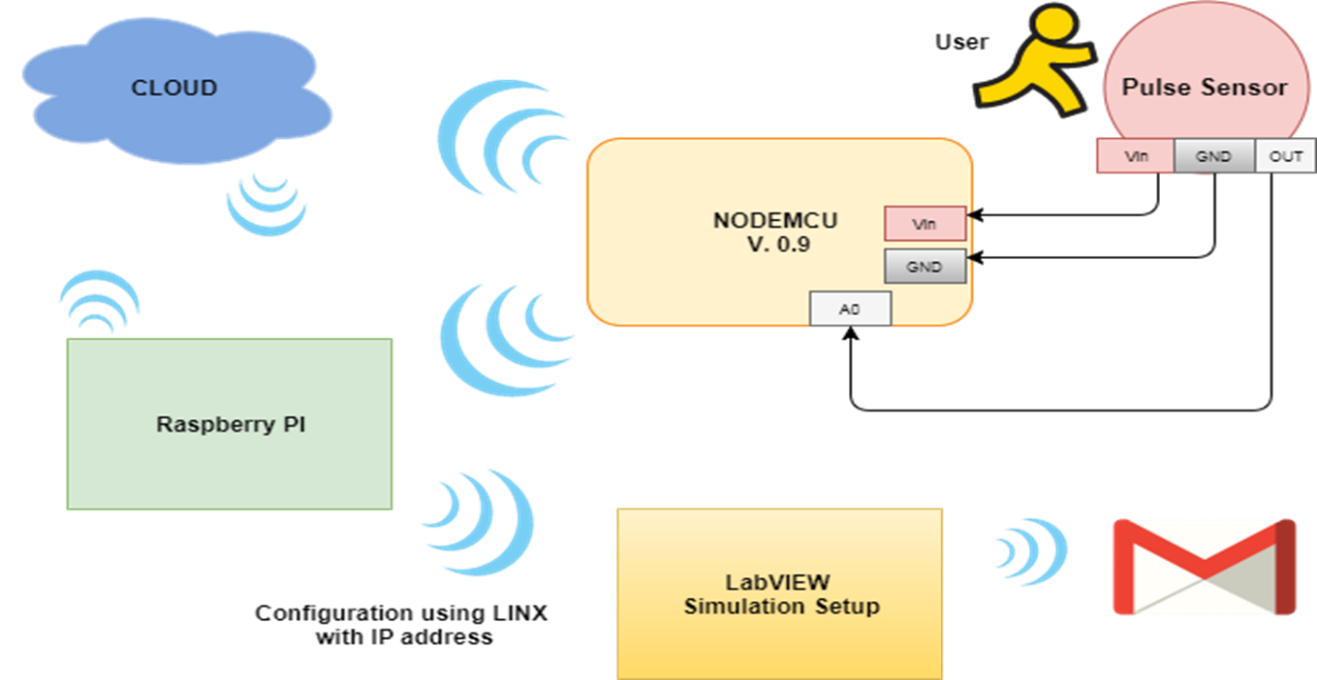 CLOUD
User
Pulse Sensor
Vin
GND
OUT
NODEMCU
V. 0.9
Vin
GND
A0
Raspberry PI
Configuration using LINX
with IP address
LabVIEW
Simulation Setup